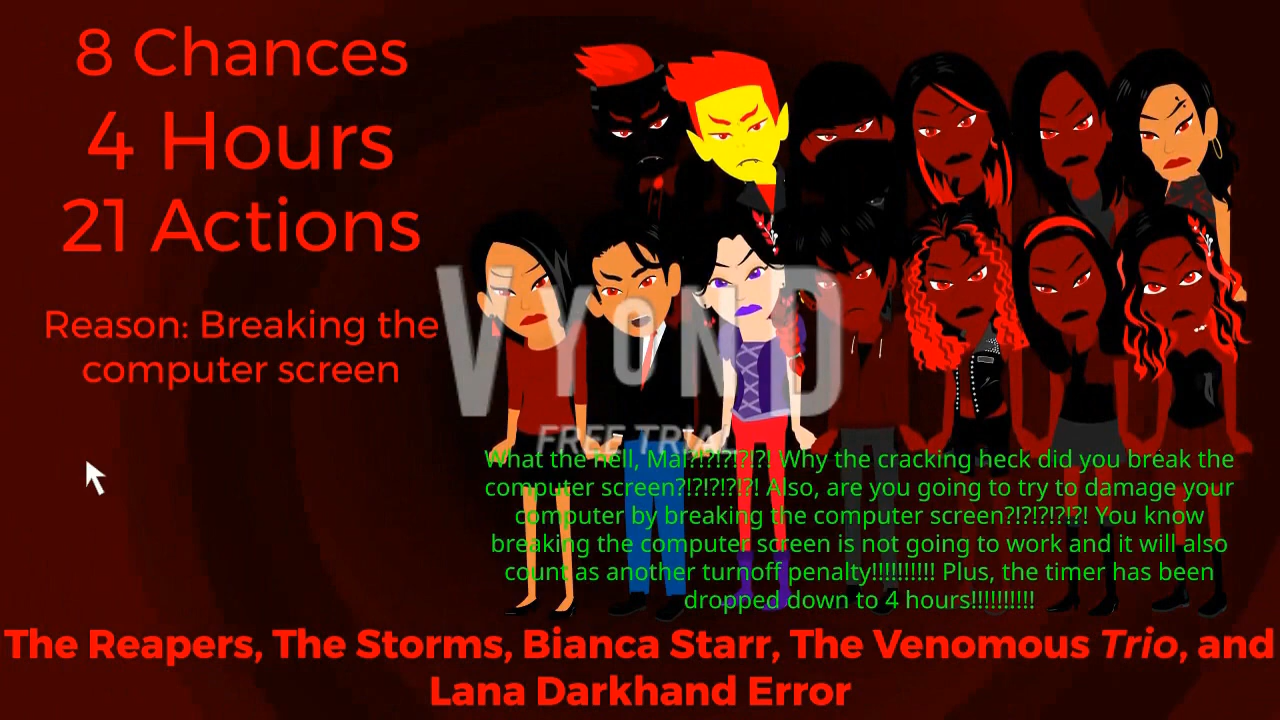 8 Chances
4 Hours
21 Actions
Reason: Breaking the
computer screen
VYOND
FREE TRIAL
What the hell, Mal?!?!?!?!?! Why the cracking heck did you break the
computer screen?!?!?!?!?! Also, are you going to try to damage your
computer by breaking the computer screen?!?!?!?!?! You know
breaking the computer screen is not going to work and it will also
count as another turnoff penalty!!!!!!!!!! Plus, the timer has been
dropped down to 4 hours!!!!!!!!!!
The Reapers, The Storms, Bianca Starr, The Venomous Trio, and
Lana Darkhand Error